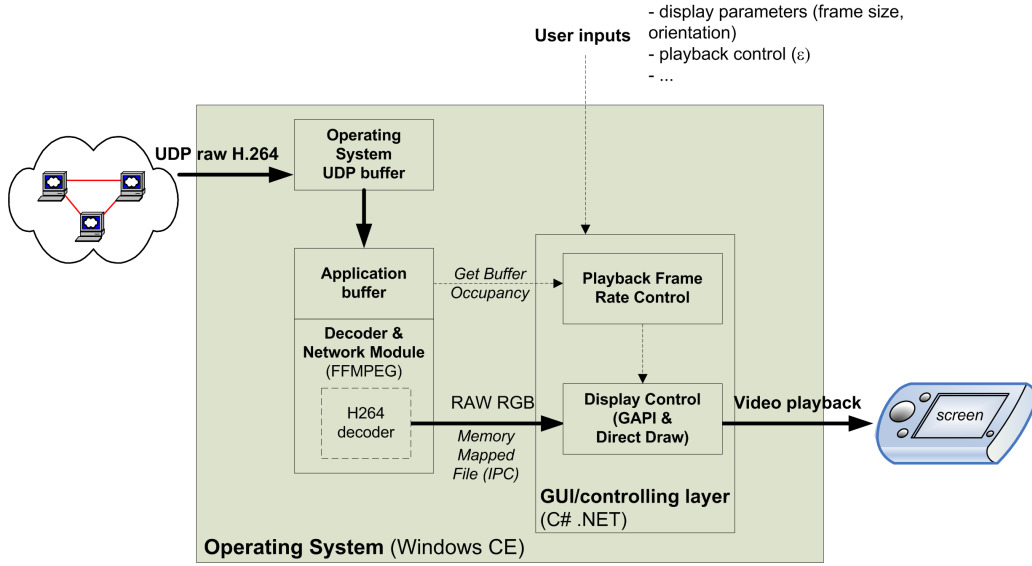 - display parameters (frame size,
orientation)
User inputs
- playback control (ε)
- ...
Operating
System
UDP buffer
UDP raw H.264
Application
buffer
Get Buffer
Occupancy
Playback Frame
Rate Control
Decoder &
Network Module
(FFMPEG)
H264
decoder
RAW RGB
Memory
Mapped
File (IPC)
Display Control
(GAPI &
Direct Draw)
Video playback
screen
GUI/controlling layer
(C# .NET)
Operating System (Windows CE)